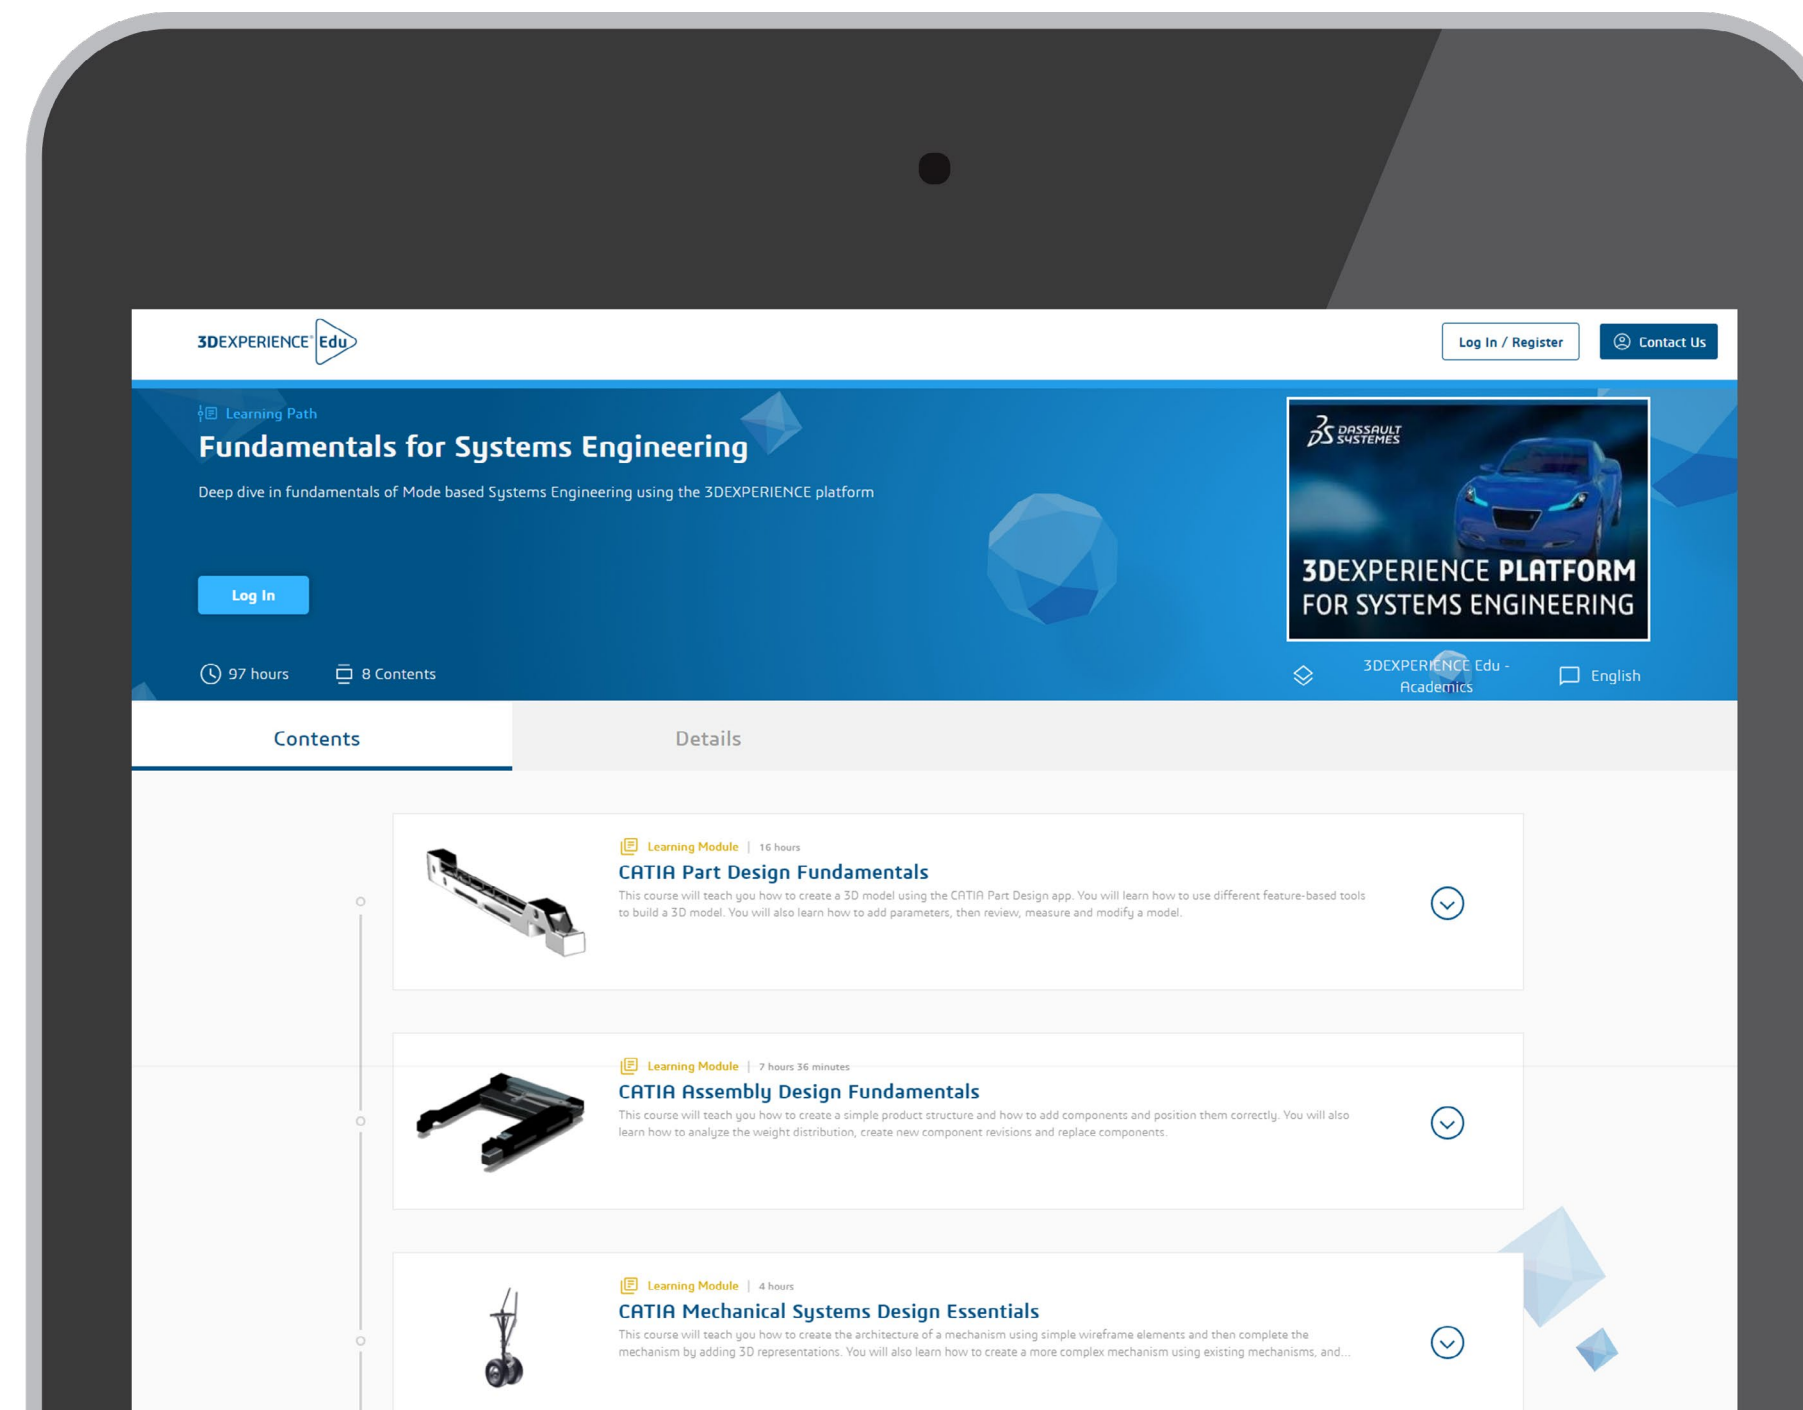 3DEXPERIENCE® Edu
Log In / Register
Contact Us
Learning Path
Fundamentals for Systems Engineering
Deep dive in fundamentals of Mode based Systems Engineering using the 3DEXPERIENCE platform
Log In
97 hours
8 Contents
DASSAULT
SYSTEMES
3DEXPERIENCE PLATFORM
FOR SYSTEMS ENGINEERING
3DEXPERIENCE Edu -
Academics
English
Contents
Details
Learning Module | 16 hours
CATIA Part Design Fundamentals
This course will teach you how to create a 3D model using the CATIA Part Design app. You will learn how to use different feature-based tools
to build a 3D model. You will also learn how to add parameters, then review, measure and modify a model.
Learning Module | 7 hours 36 minutes
CATIA Assembly Design Fundamentals
This course will teach you how to create a simple product structure and how to add components and position them correctly. You will also
learn how to analyze the weight distribution, create new component revisions and replace components.
Learning Module | 4 hours
CATIA Mechanical Systems Design Essentials
This course will teach you how to create the architecture of a mechanism using simple wireframe elements and then complete the
mechanism by adding 3D representations. You will also learn how to create a more complex mechanism using existing mechanisms, and...